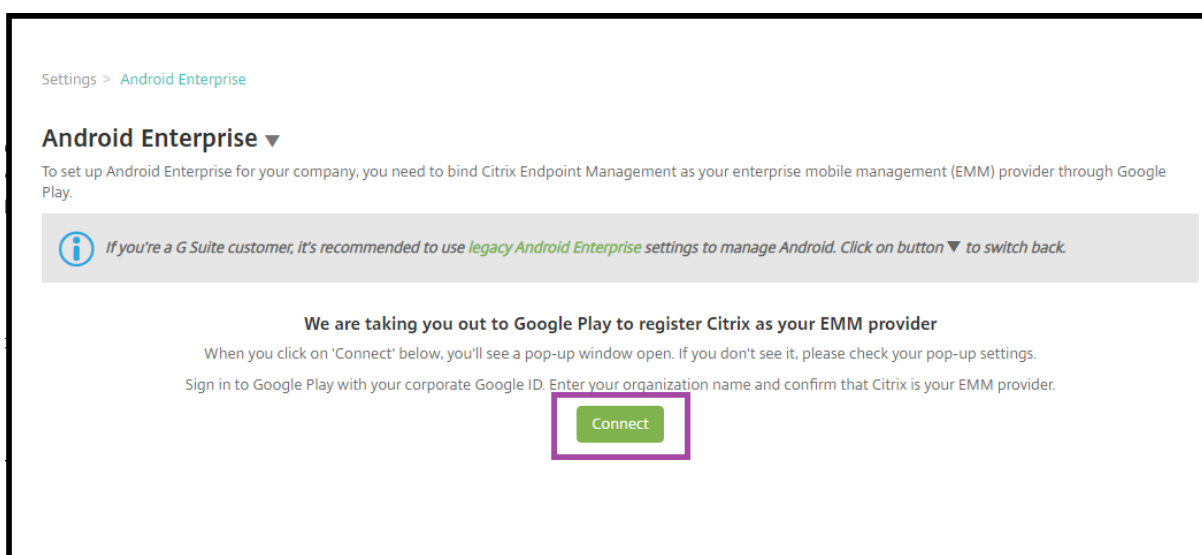 Settings > Android Enterprise
Android Enterprise ▼
To set up Android Enterprise for your company, you need to bind Citrix Endpoint Management as your enterprise mobile management (EMM) provider through Google
Play.
If you're a G Suite customer, it's recommended to use legacy Android Enterprise settings to manage Android. Click on button ▼ to switch back.
We are taking you out to Google Play to register Citrix as your EMM provider
When you click on 'Connect' below, you'll see a pop-up window open. If you don't see it, please check your pop-up settings.
Sign in to Google Play with your corporate Google ID. Enter your organization name and confirm that Citrix is your EMM provider.
Connect